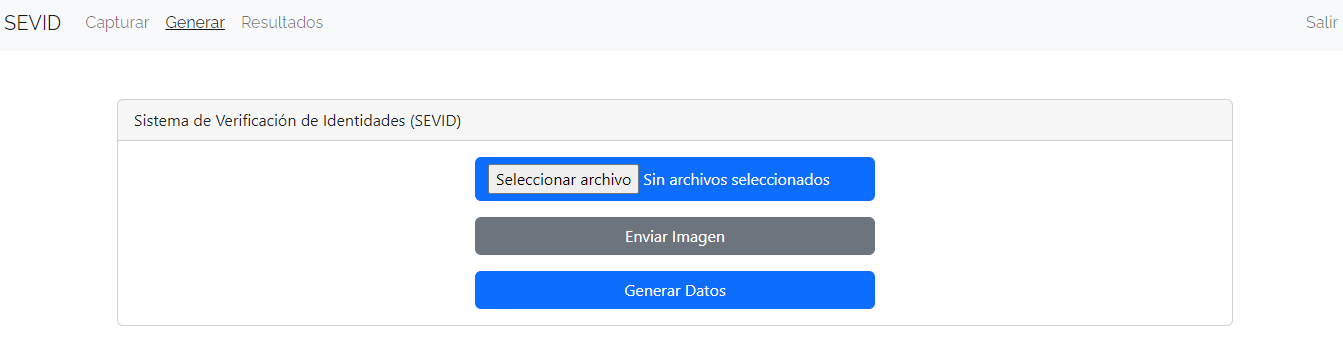 SEVID Capturar Generar Resultados Salir
Sistema de Verificación de Identidades (SEVID)
Seleccionar archivo Sin archivos seleccionados
Enviar Imagen
Generar Datos